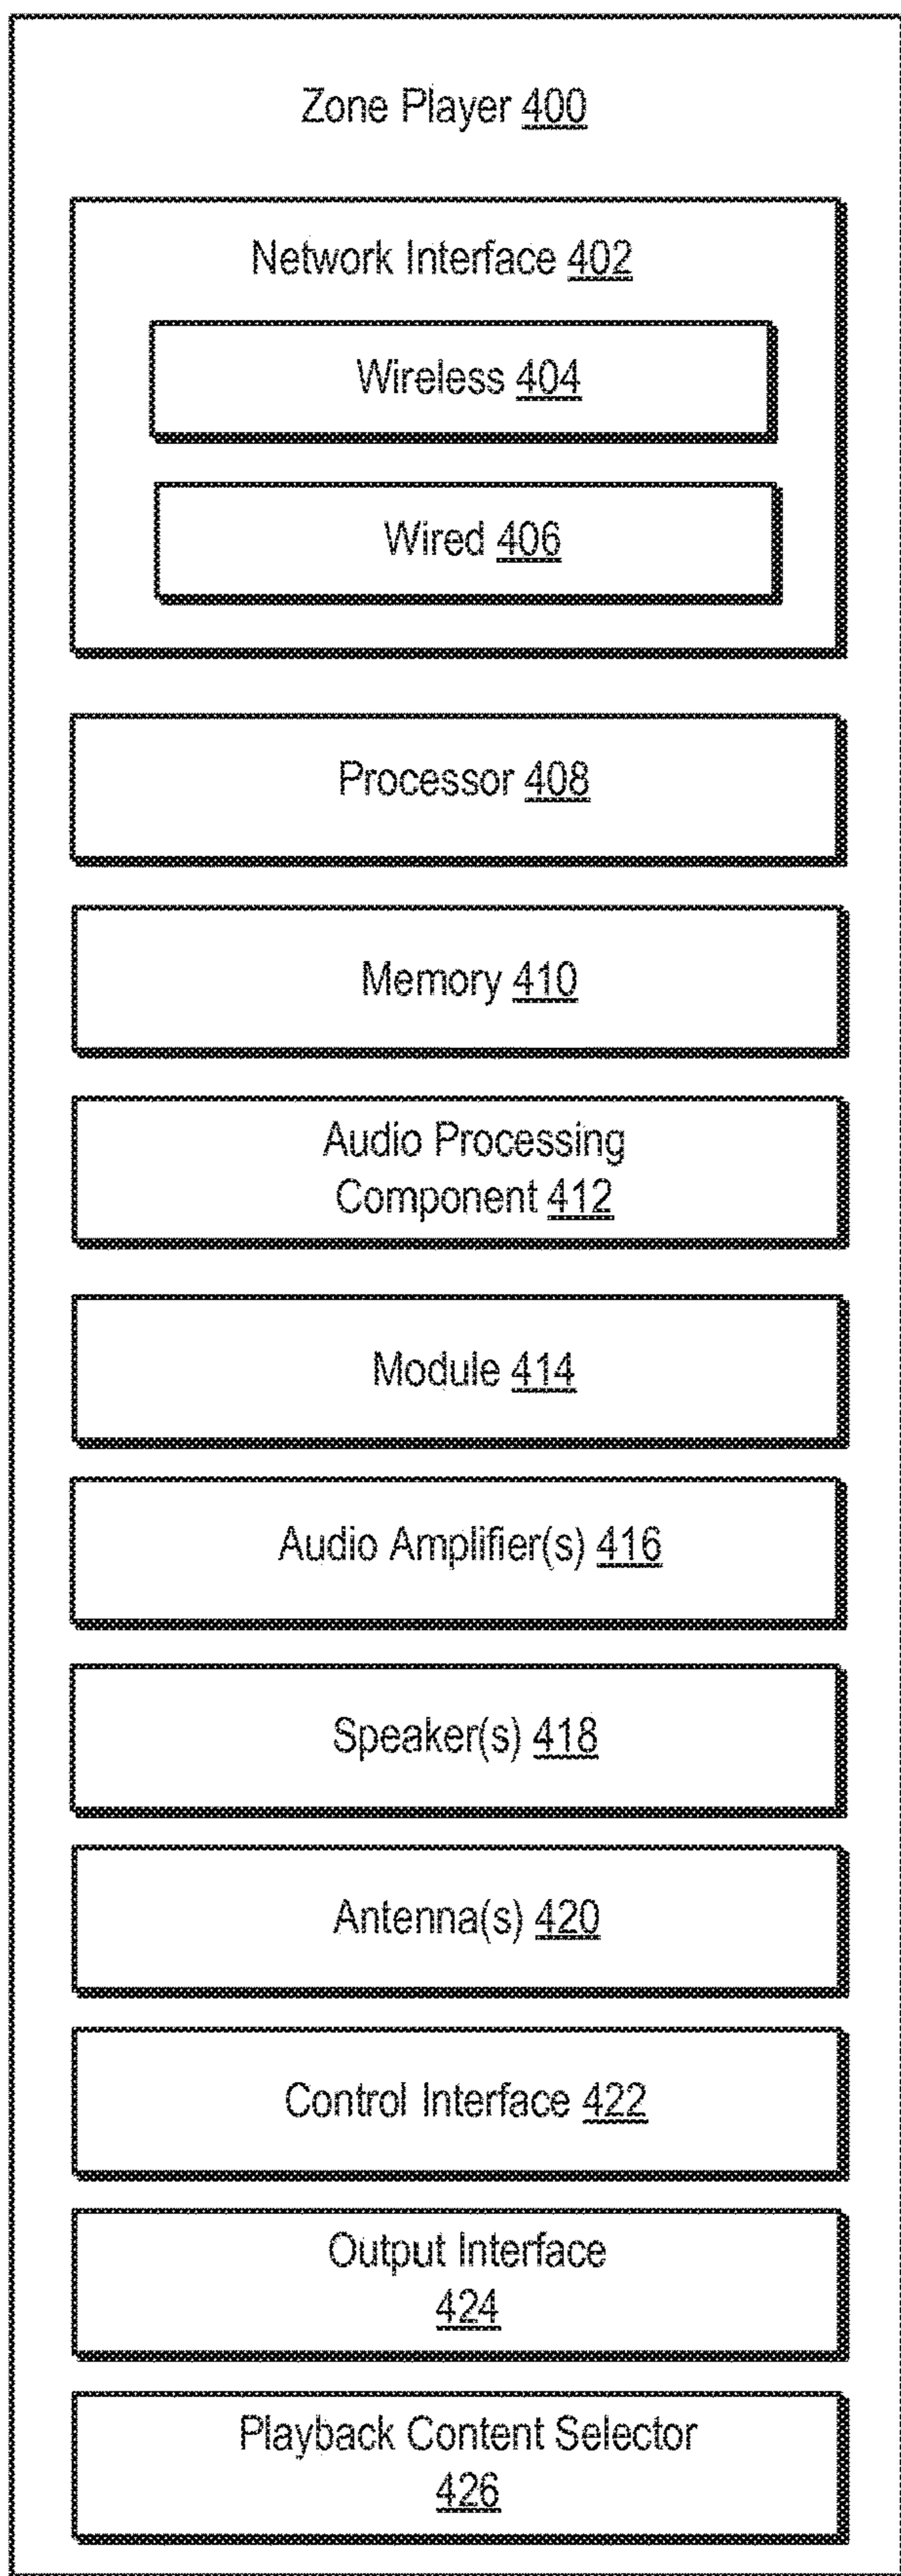 Zone Player 400
Network Interface 402
Wireless 404
Wired 406
Processor 408
Memory 410
Audio Processing
Component 412
Module 414
Audio Amplifier(s) 416
Speaker(s) 418
Antenna(s) 420
Control Interface 422
Output Interface
424
Playback Content Selector
426